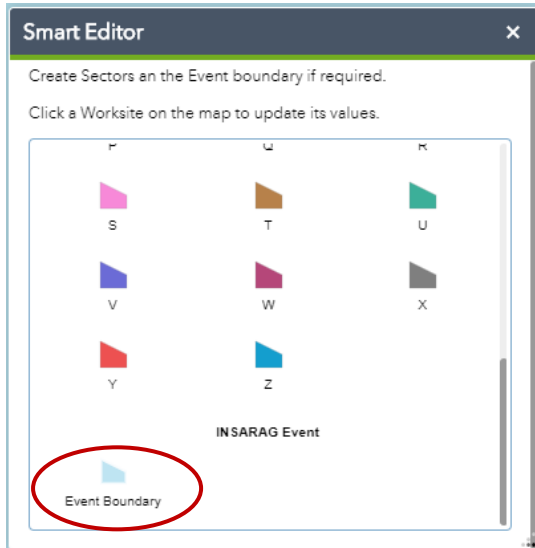 Smart Editor
Create Sectors an the Event boundary if required.
Click a Worksite on the map to update its values.
P Q R
S T U
V W X
Y Z
INSARAG Event
Event Boundary